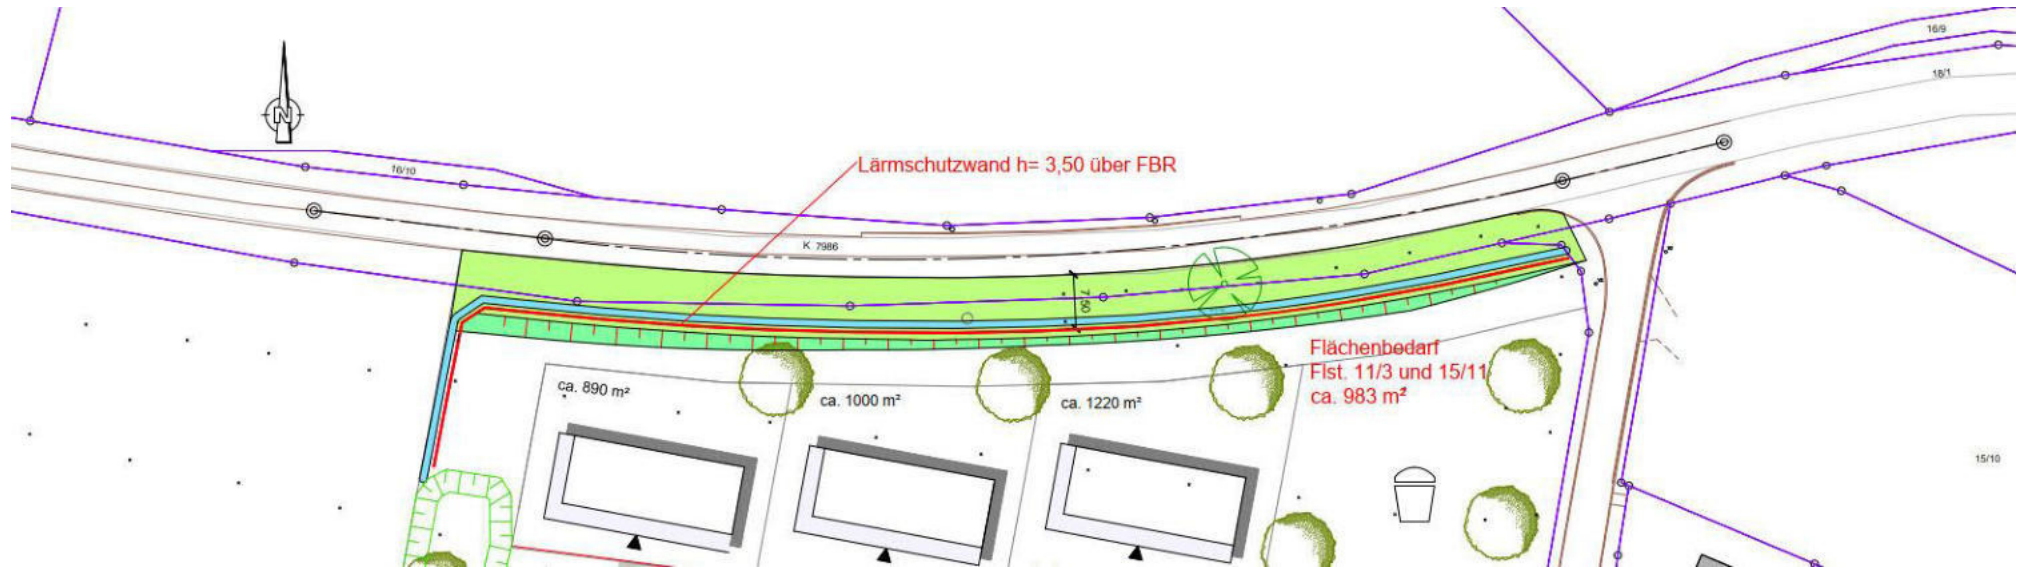 16/9
18/1
N
Lärmschutzwand h= 3,50 über FBR
16/10
K 7986
7.50
Flächenbedarf
Flst. 11/3 und 15/11
ca. 983 m²
ca. 890 m²
ca. 1000 m²
ca. 1220 m²
15/10